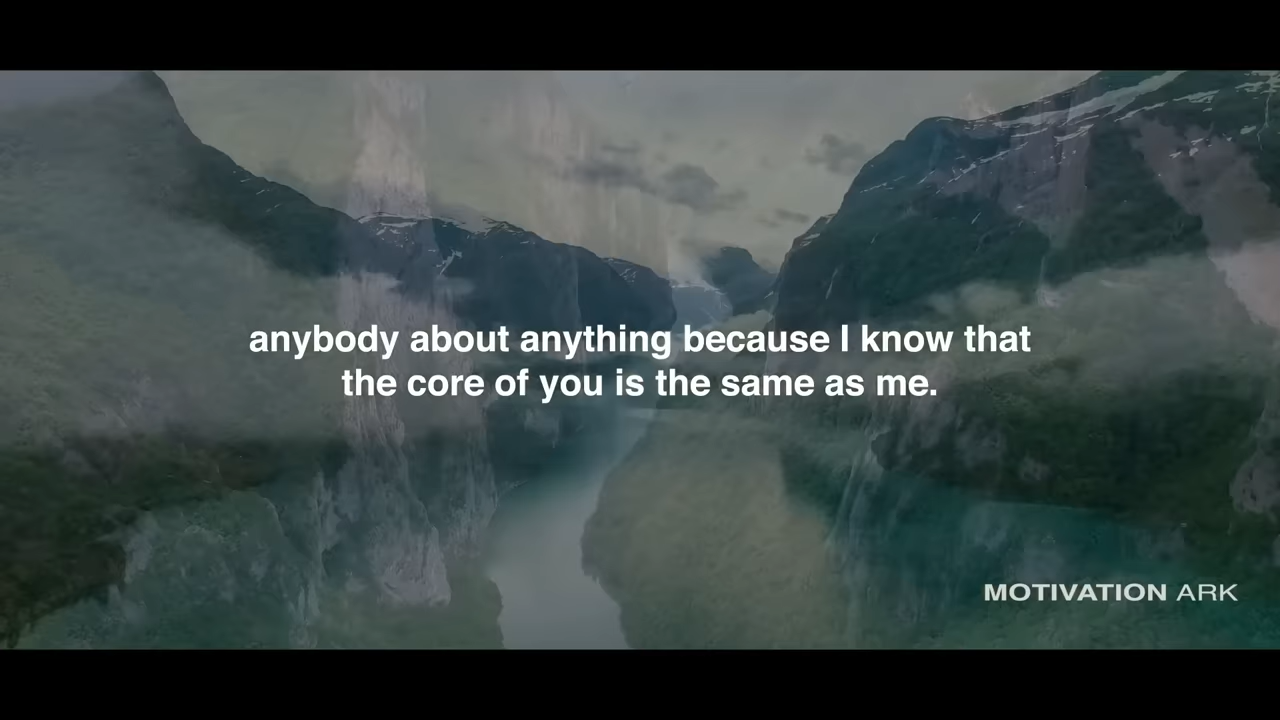 anybody about anything because I know that
the core of you is the same as me.
MOTIVATION ARK